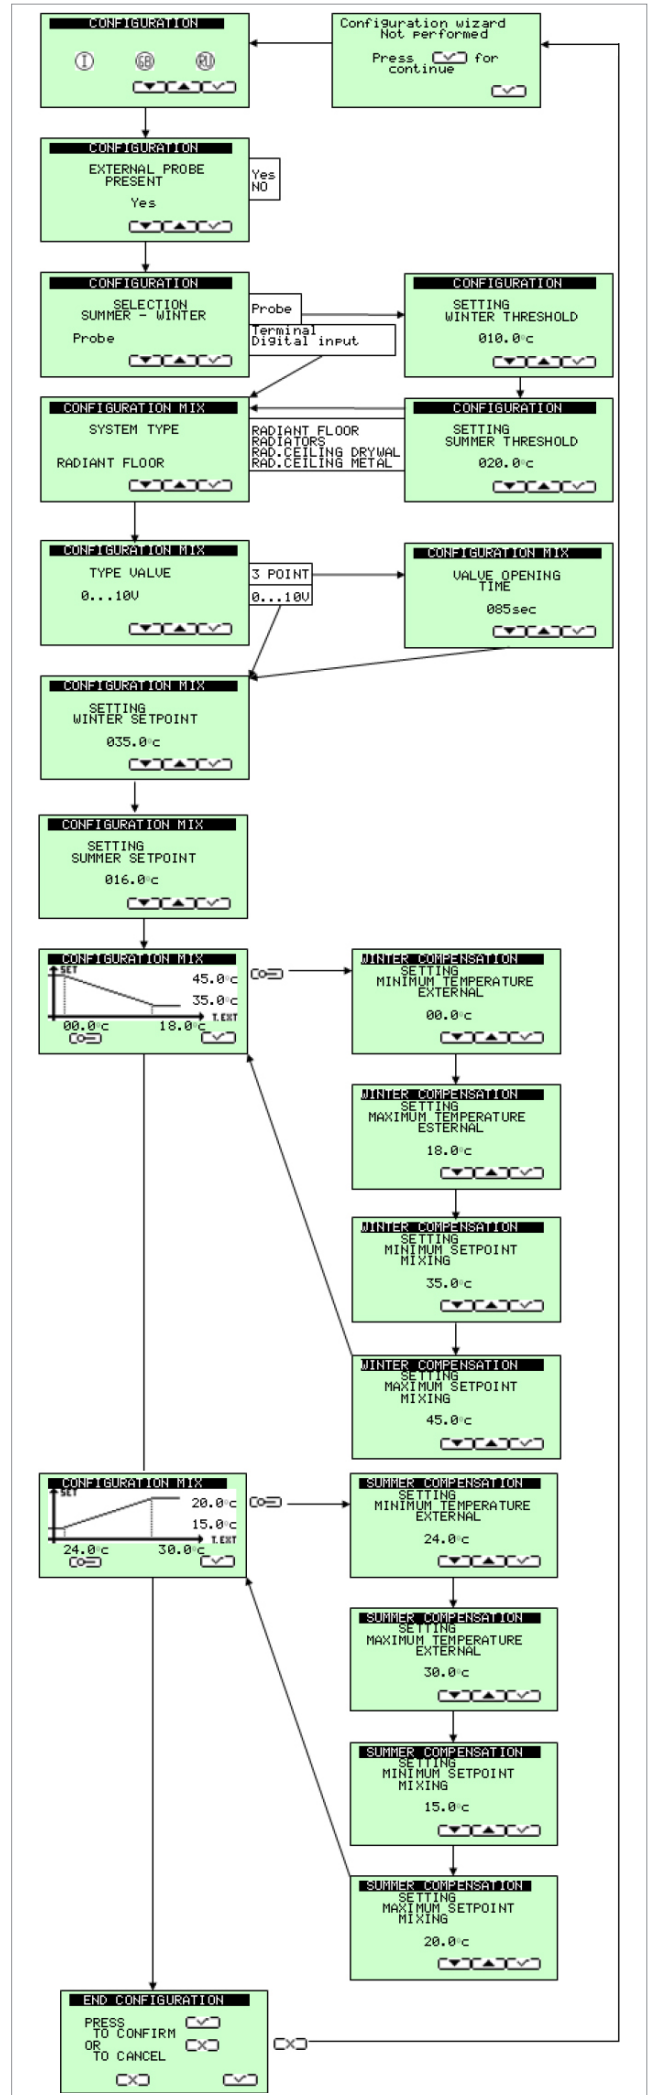 CONFIGURATION
I GB RU
Configuration wizard
Not performed
Press for
continue
CONFIGURATION
EXTERNAL PROBE
PRESENT
Yes
Yes
NO
CONFIGURATION
SELECTION
SUMMER - WINTER
Probe
Probe
Terminal
Digital input
CONFIGURATION
SETTING
WINTER THRESHOLD
010.0°c
CONFIGURATION MIX
SYSTEM TYPE
RADIANT FLOOR
RADIANT FLOOR
RADIATORS
RAD.CEILING DRYWAL
RAD.CEILING METAL
CONFIGURATION
SETTING
SUMMER THRESHOLD
020.0°c
CONFIGURATION MIX
TYPE VALVE
0...10V
3 POINT
0...10V
CONFIGURATION MIX
VALVE OPENING
TIME
085sec
CONFIGURATION MIX
SETTING
WINTER SETPOINT
035.0°c
CONFIGURATION MIX
SETTING
SUMMER SETPOINT
016.0°c
CONFIGURATION MIX
SET
45.0°c
35.0°c
T.EXT
00.0°c 18.0°c
WINTER COMPENSATION
SETTING
MINIMUM TEMPERATURE
EXTERNAL
00.0°c
WINTER COMPENSATION
SETTING
MAXIMUM TEMPERATURE
ESTERNAL
18.0°c
WINTER COMPENSATION
SETTING
MINIMUM SETPOINT
MIXING
35.0°c
WINTER COMPENSATION
SETTING
MAXIMUM SETPOINT
MIXING
45.0°c
CONFIGURATION MIX
SET
20.0°c
15.0°c
T.EXT
24.0°c 30.0°c
SUMMER COMPENSATION
SETTING
MINIMUM TEMPERATURE
EXTERNAL
24.0°c
SUMMER COMPENSATION
SETTING
MAXIMUM TEMPERATURE
EXTERNAL
30.0°c
SUMMER COMPENSATION
SETTING
MINIMUM SETPOINT
MIXING
15.0°c
SUMMER COMPENSATION
SETTING
MAXIMUM SETPOINT
MIXING
20.0°c
END CONFIGURATION
PRESS
TO CONFIRM
OR
TO CANCEL